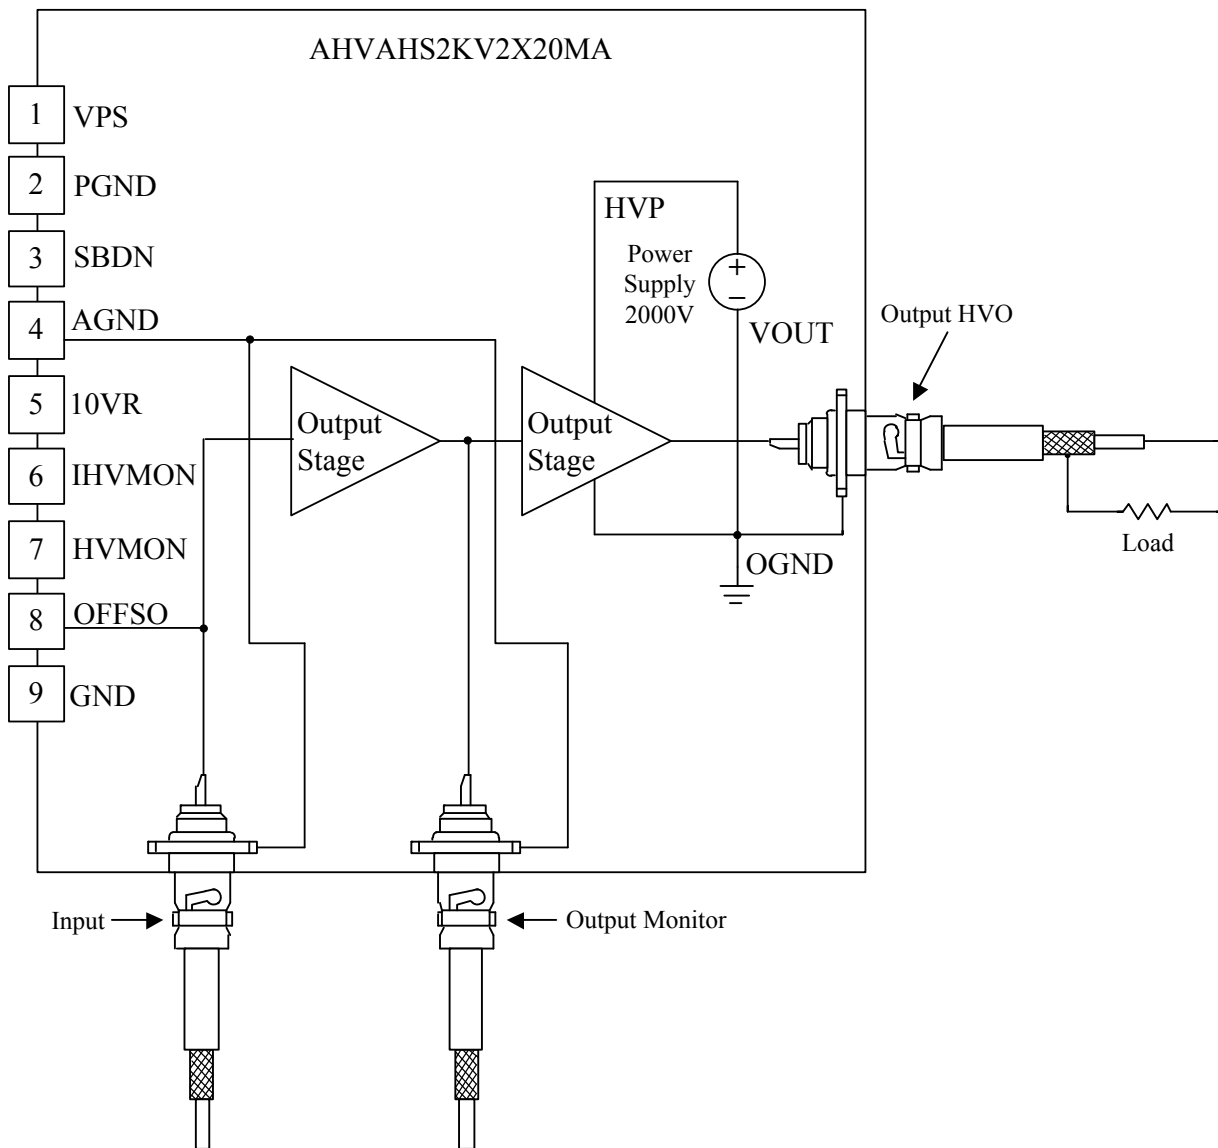 AHVAHS2KV2X20MA
1 VPS
2 PGND
3 SBDN
4 AGND
5 10VR
6 IHVMON
7 HVMON
8 OFFSO
9 GND
Output
Stage
Output
Stage
HVP
Power
Supply
2000V
+
−
VOUT
OGND
Output HVO
Load
Input
Output Monitor